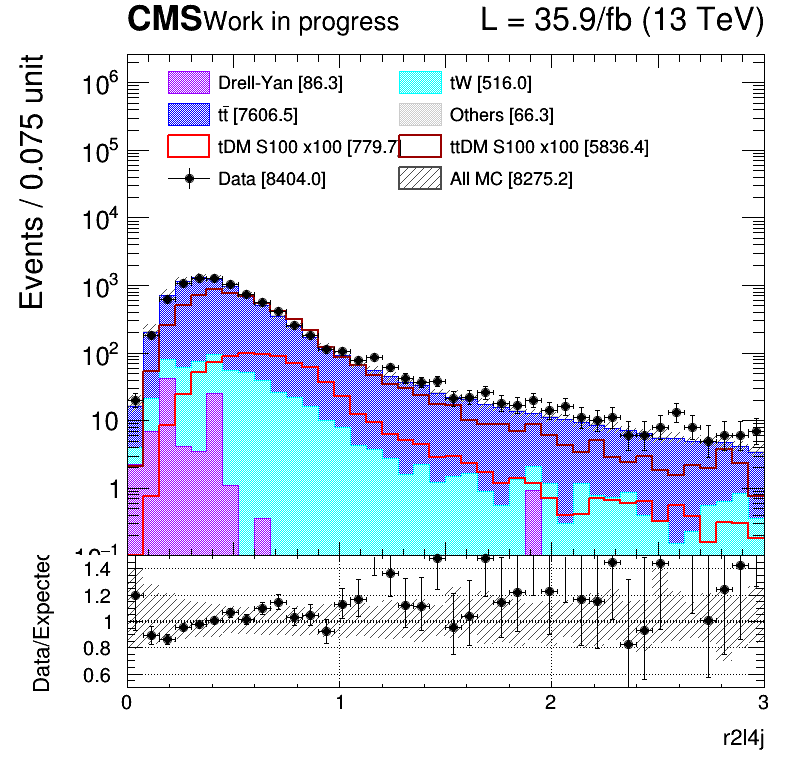 CMS Work in progress L = 35.9/fb (13 TeV)
Events / 0.075 unit
10⁶
10⁵
10⁴
10³
10²
10
1
10⁻¹
Drell-Yan [86.3] tW [516.0]
tt̄ [7606.5] Others [66.3]
tDM S100 x100 [779.7] ttDM S100 x100 [5836.4]
Data [8404.0] All MC [8275.2]
Data/Expected
1.4
1.2
1
0.8
0.6
0 1 2 3
r2l4j